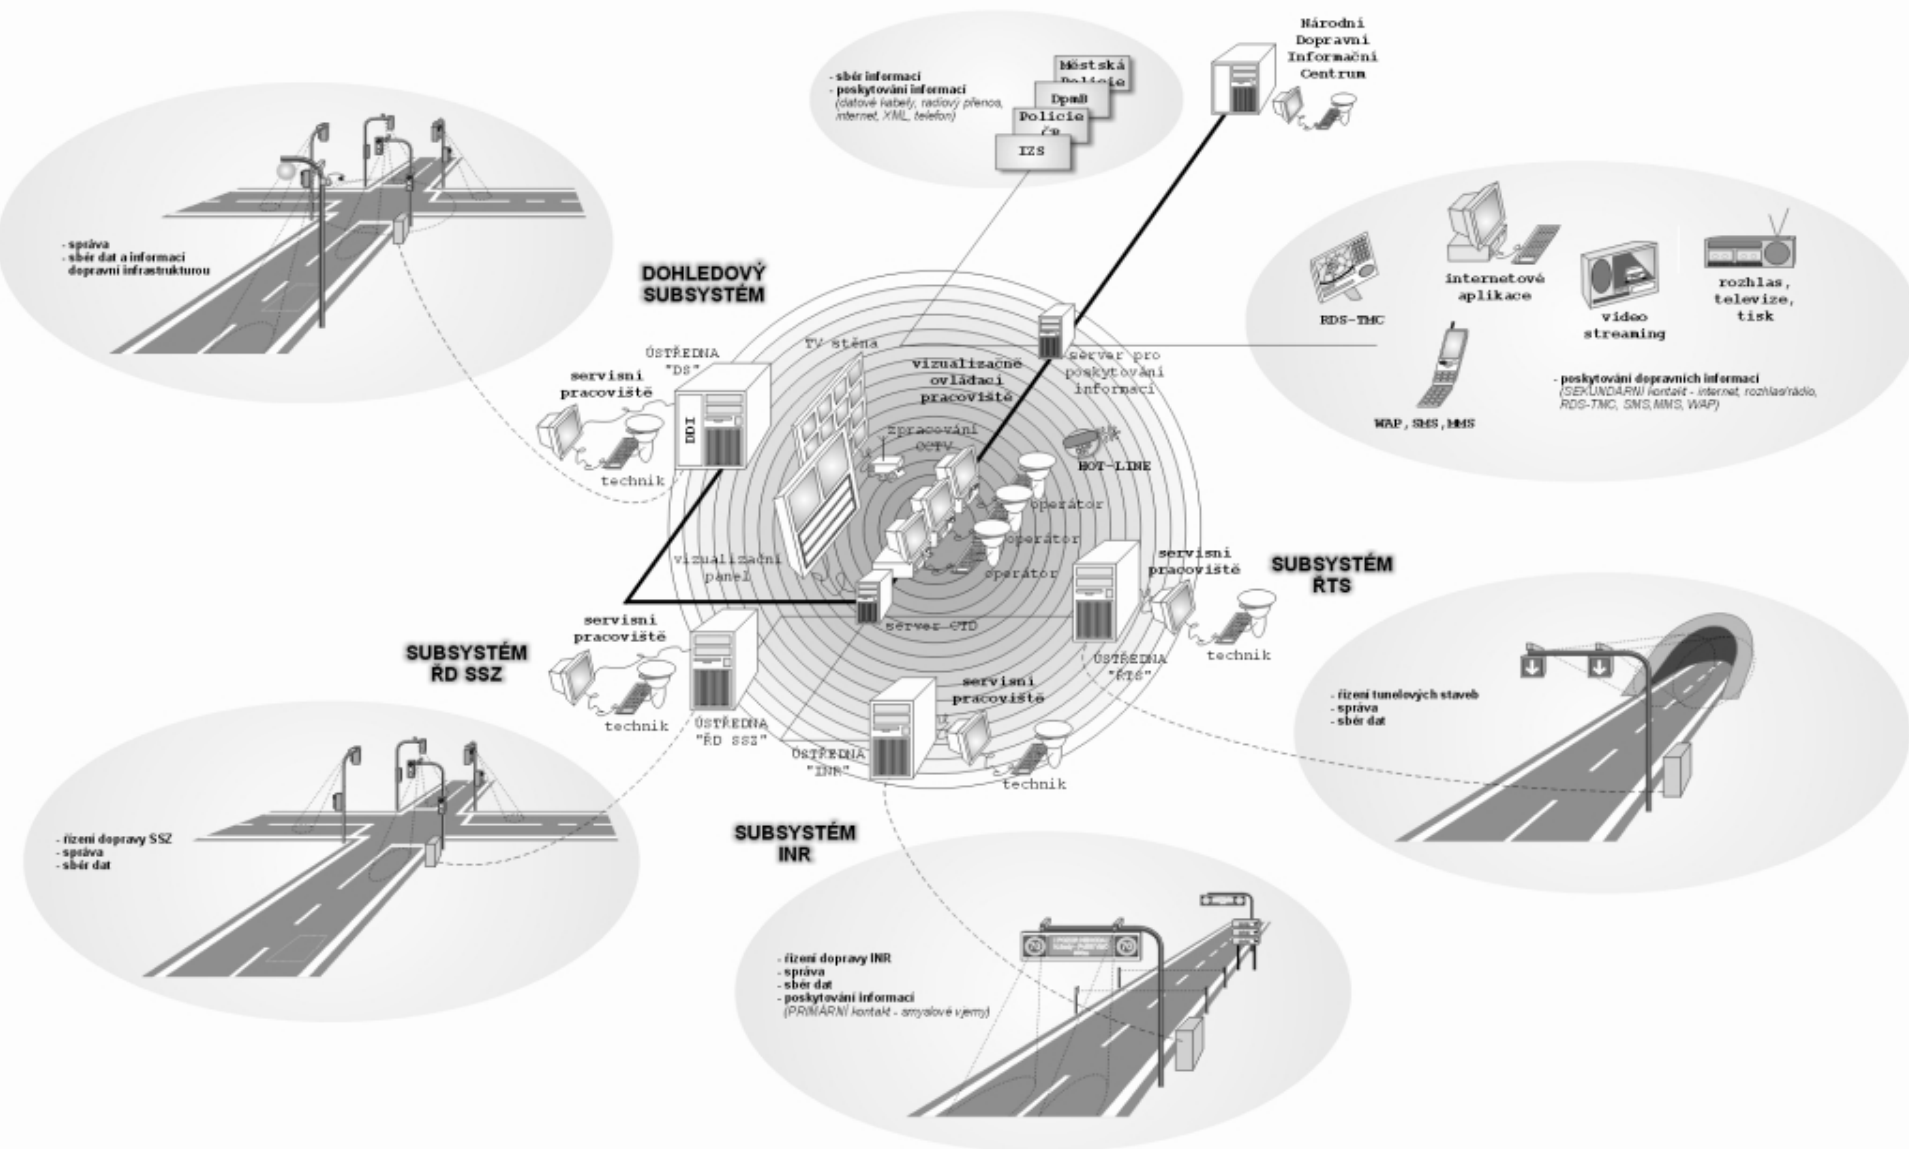 Národní
Dopravní
Informační
Centrum
Městská
Policie
DpmB
Policie
ČR
IZS
- sběr informací
- poskytování informací
(datové kabely, radiový přenos,
internet, XML, telefon)
- správa
- sběr dat a informací
dopravní infrastrukturou
DOHLEDOVÝ
SUBSYSTÉM
RDS-TMC
internetové
aplikace
video
streaming
rozhlas,
televize,
tisk
WAP, SMS, MMS
- poskytování dopravních informací
(SEKUNDÁRNÍ kontakt - internet, rozhlas/rádio,
RDS-TMC, SMS, MMS, WAP)
ÚSTŘEDNA
"DS"
DDI
servisní
pracoviště
technik
TV stěna
vizualizačně
ovládací
pracoviště
server pro
poskytování
informací
zpracování
CCTV
HOT-LINE
operátor
operátor
operátor
vizualizační
panel
server CTD
servisní
pracoviště
technik
ÚSTŘEDNA
"ŘTS"
SUBSYSTÉM
ŘTS
- řízení tunelových staveb
- správa
- sběr dat
SUBSYSTÉM
ŘD SSZ
servisní
pracoviště
technik
ÚSTŘEDNA
"ŘD SSZ"
- řízení dopravy SSZ
- správa
- sběr dat
servisní
pracoviště
technik
ÚSTŘEDNA
"INR"
SUBSYSTÉM
INR
- řízení dopravy INR
- správa
- sběr dat
- poskytování informací
(PRIMÁRNÍ kontakt - smyslové vjemy)
70
70